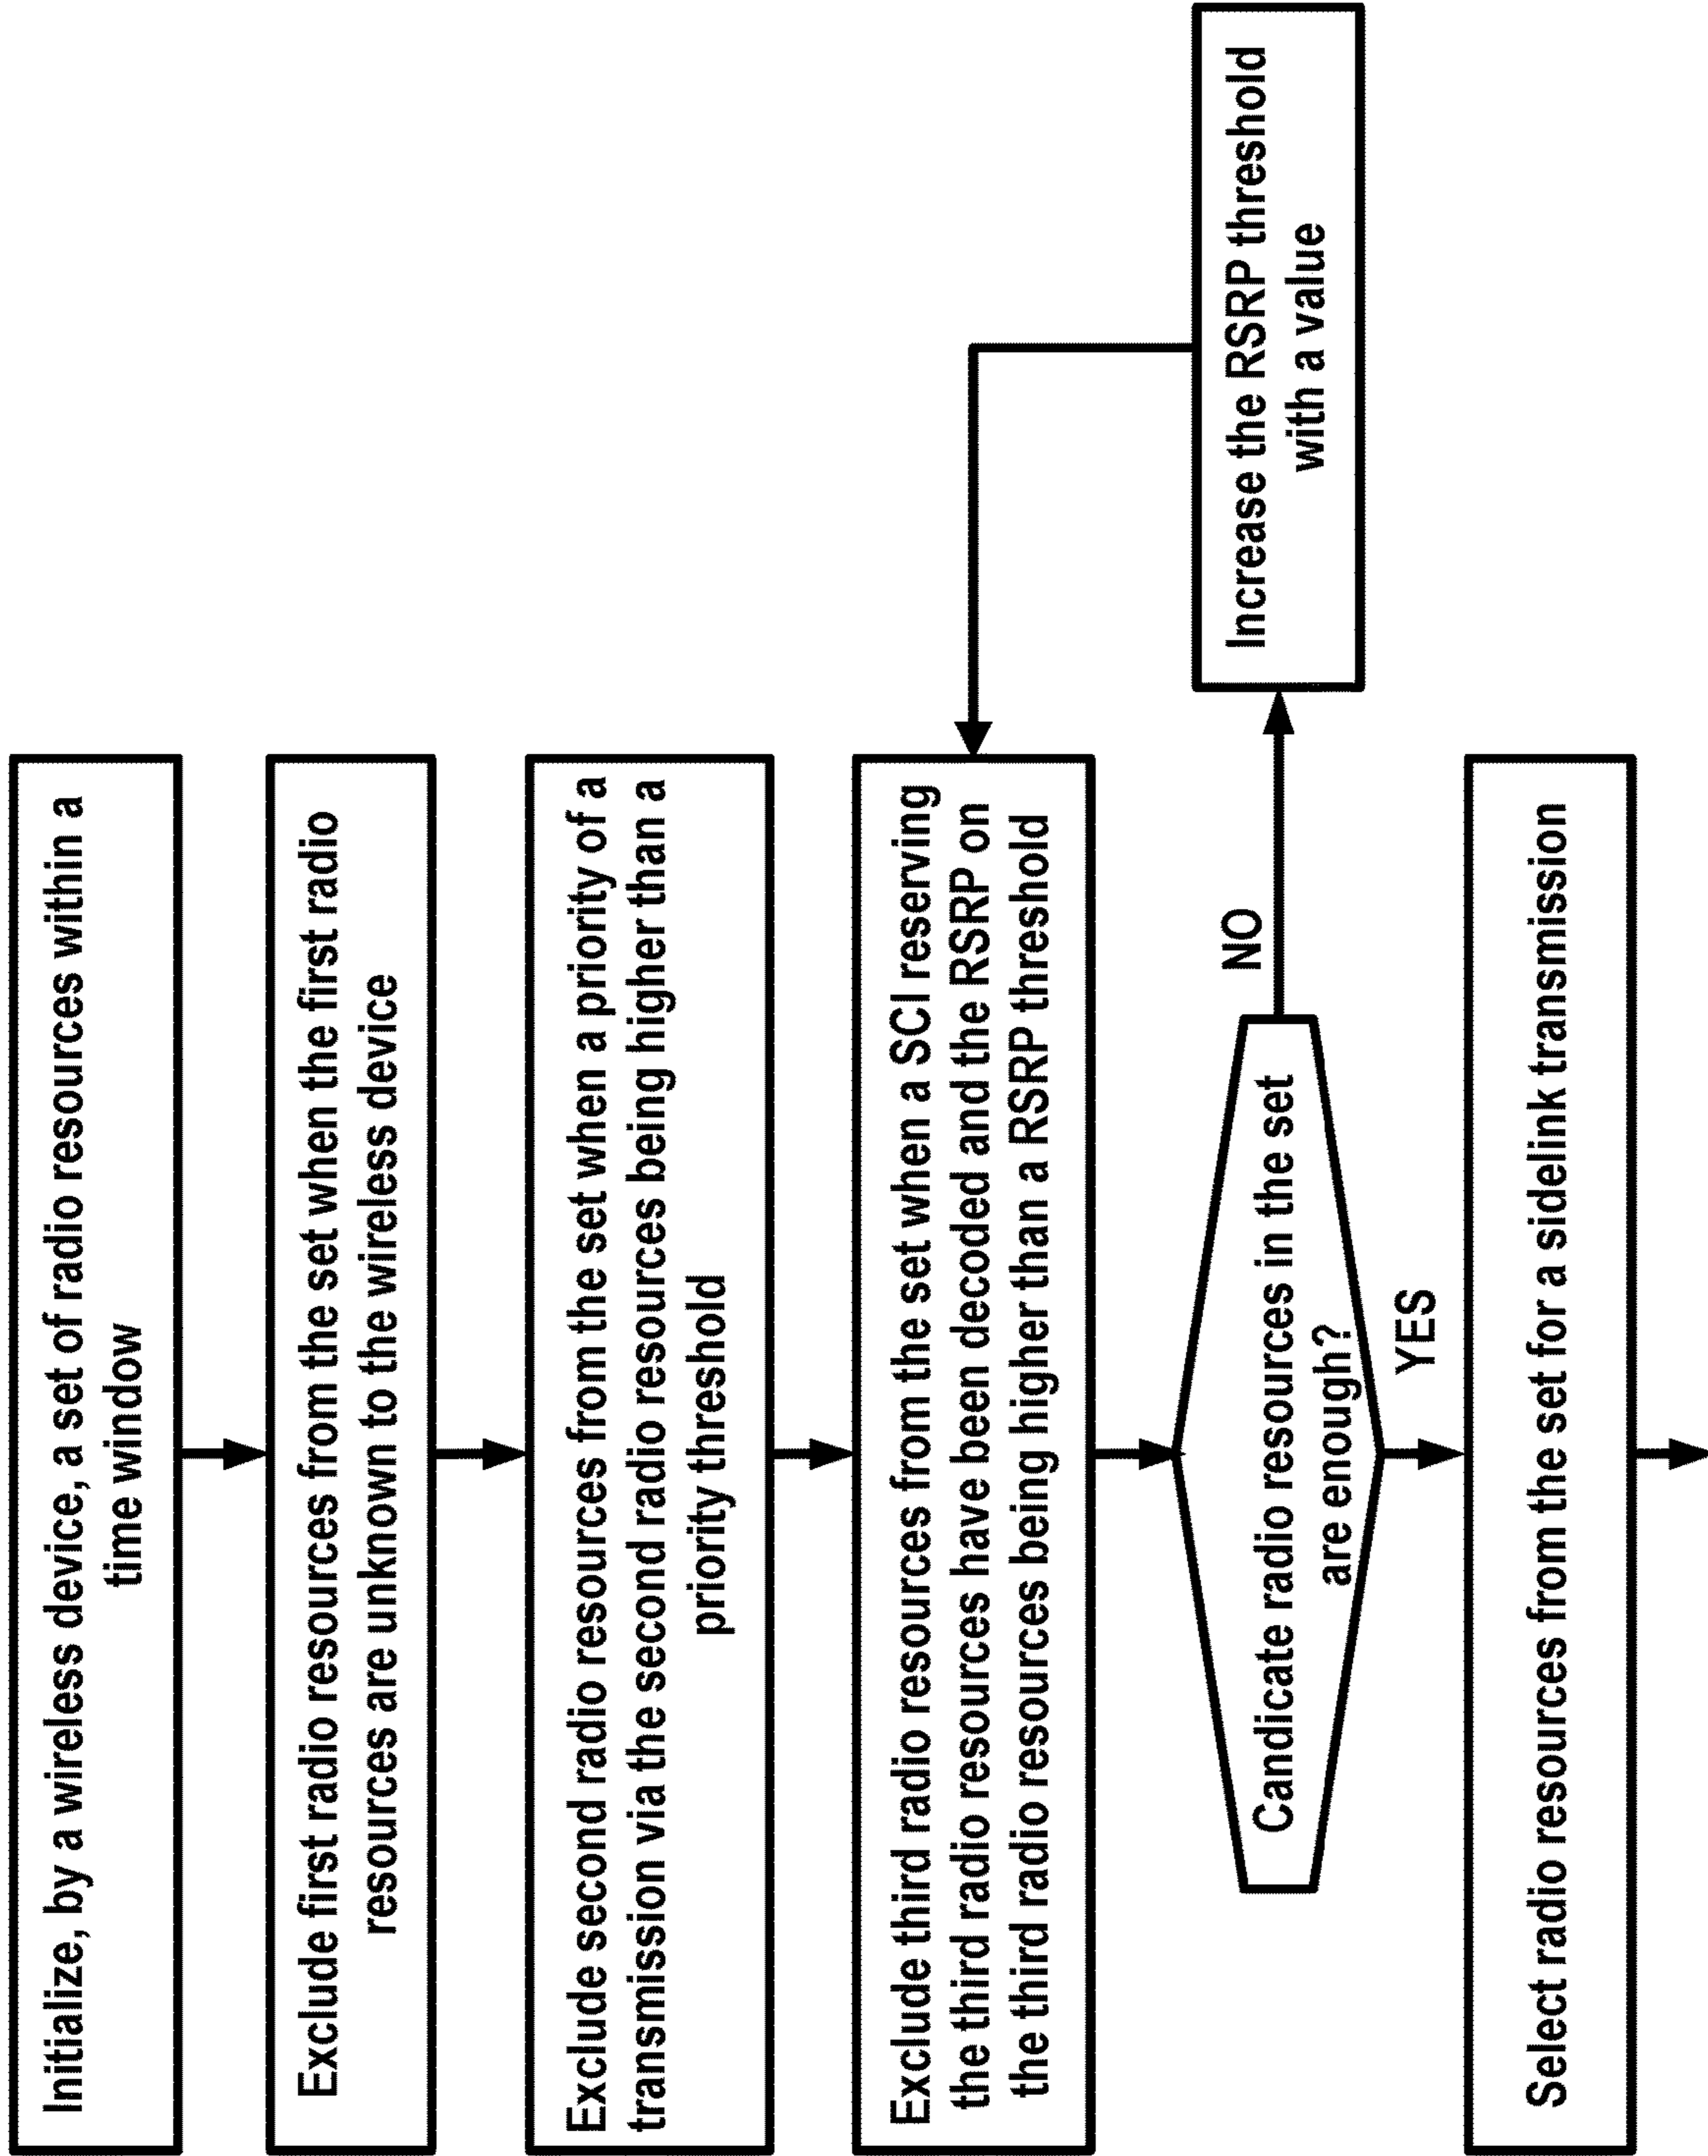 Initialize, by a wireless device, a set of radio resources within a
time window
Exclude first radio resources from the set when the first radio
resources are unknown to the wireless device
Exclude second radio resources from the set when a priority of a
transmission via the second radio resources being higher than a
priority threshold
Exclude third radio resources from the set when a SCI reserving
the third radio resources have been decoded and the RSRP on
the third radio resources being higher than a RSRP threshold
Candicate radio resources in the set
are enough?
NO
Increase the RSRP threshold
with a value
YES
Select radio resources from the set for a sidelink transmission